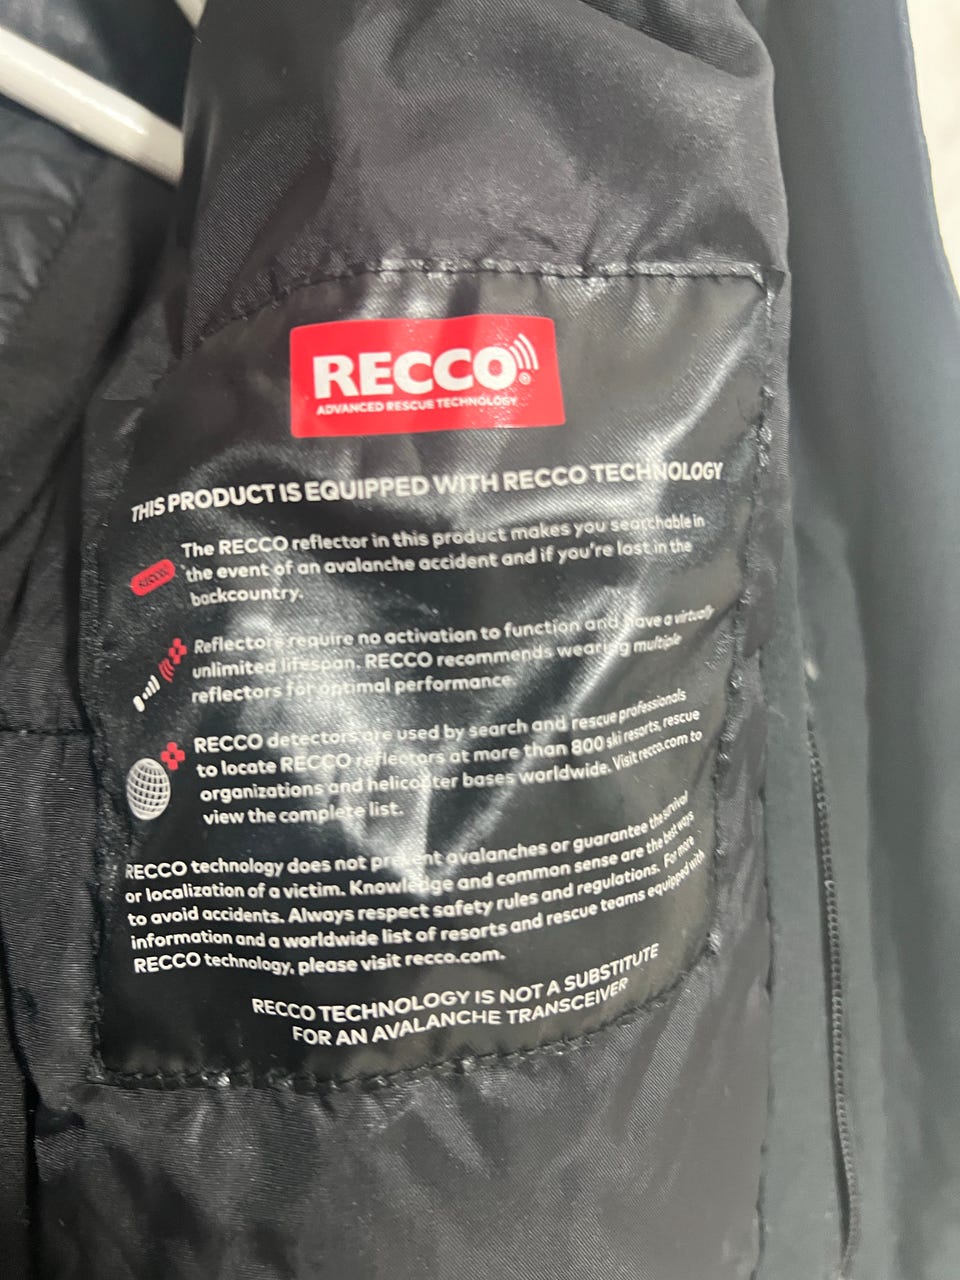 RECCO®
ADVANCED RESCUE TECHNOLOGY
THIS PRODUCT IS EQUIPPED WITH RECCO TECHNOLOGY
The RECCO reflector in this product makes you searchable in
the event of an avalanche accident and if you're lost in the
backcountry.
RECCO
Reflectors require no activation to function and have a virtually
unlimited lifespan. RECCO recommends wearing multiple
reflectors for optimal performance.
RECCO detectors are used by search and rescue professionals
to locate RECCO reflectors at more than 800 ski resorts, rescue
organizations and helicopter bases worldwide. Visit recco.com to
view the complete list.
RECCO technology does not prevent avalanches or guarantee the survival
or localization of a victim. Knowledge and common sense are the best ways
to avoid accidents. Always respect safety rules and regulations. For more
information and a worldwide list of resorts and rescue teams equipped with
RECCO technology, please visit recco.com.
RECCO TECHNOLOGY IS NOT A SUBSTITUTE
FOR AN AVALANCHE TRANSCEIVER